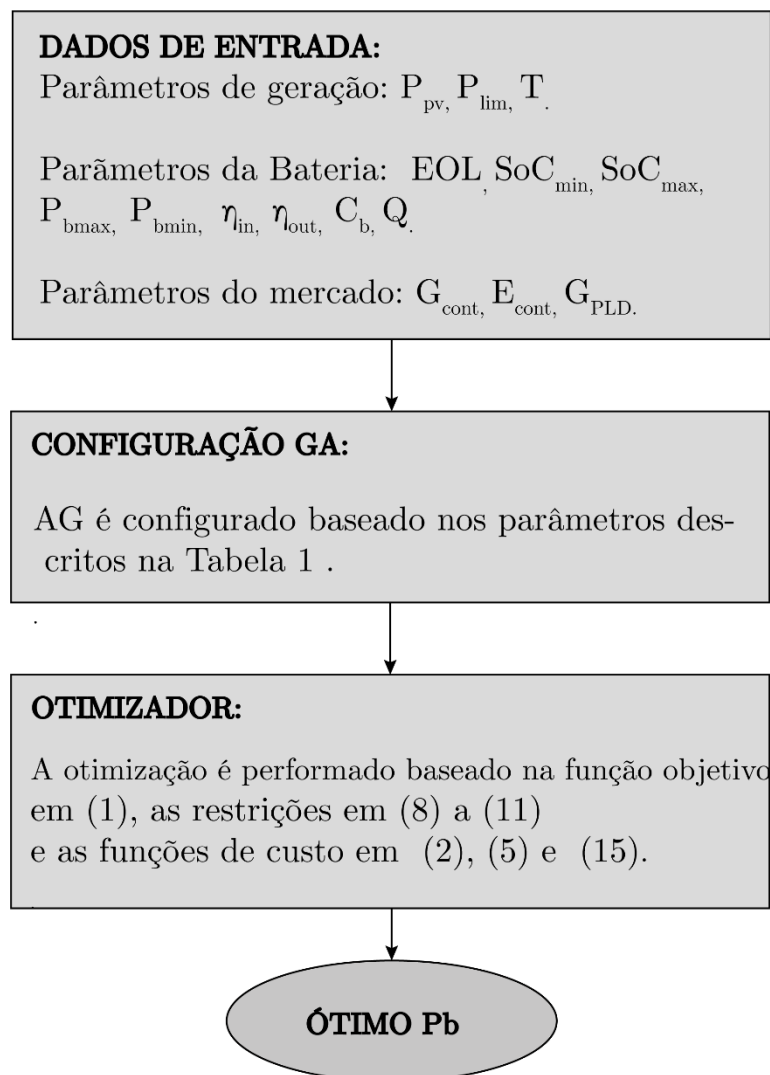 DADOS DE ENTRADA:
Parâmetros de geração: P_pv, P_lim, T.
Parãmetros da Bateria: EOL, SoC_min, SoC_max,
P_bmax, P_bmin, η_in, η_out, C_b, Q.
Parâmetros do mercado: G_cont, E_cont, G_PLD.
CONFIGURAÇÃO GA:
AG é configurado baseado nos parâmetros des-
critos na Tabela 1 .
.
OTIMIZADOR:
A otimização é performado baseado na função objetivo
em (1), as restrições em (8) a (11)
e as funções de custo em (2), (5) e (15).
.
ÓTIMO Pb